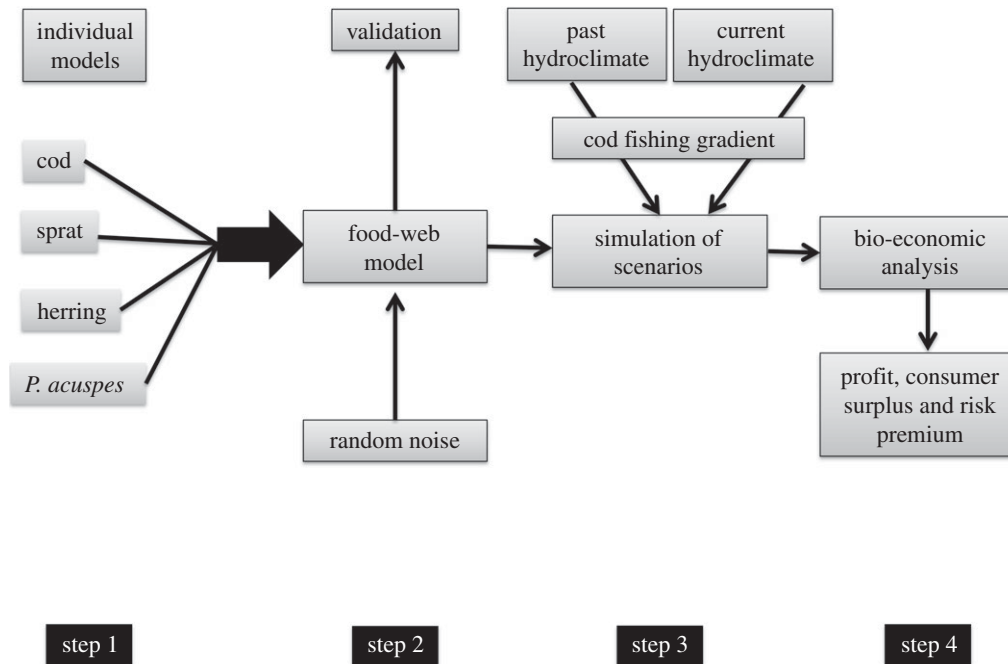 individual
models
cod
sprat
herring
P. acuspes
validation
food-web
model
random noise
past
hydroclimate
current
hydroclimate
cod fishing gradient
simulation of
scenarios
bio-economic
analysis
profit, consumer
surplus and risk
premium
step 1
step 2
step 3
step 4